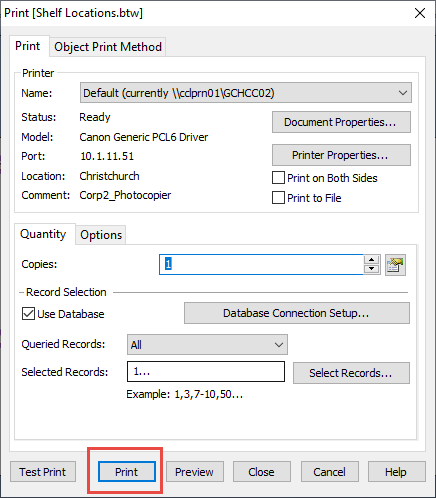 Print [Shelf Locations.btw]
Print Object Print Method
Printer
Name: Default (currently \\cdprn01\GCHCC02)
Status: Ready Document Properties...
Model: Canon Generic PCL6 Driver
Port: 10.1.11.51 Printer Properties...
Location: Christchurch Print on Both Sides
Comment: Corp2_Photocopier Print to File
Quantity Options
Copies: 1
Record Selection
Use Database Database Connection Setup...
Queried Records: All
Selected Records: 1... Select Records...
Example: 1,3,7-10,50...
Test Print Print Preview Close Cancel Help